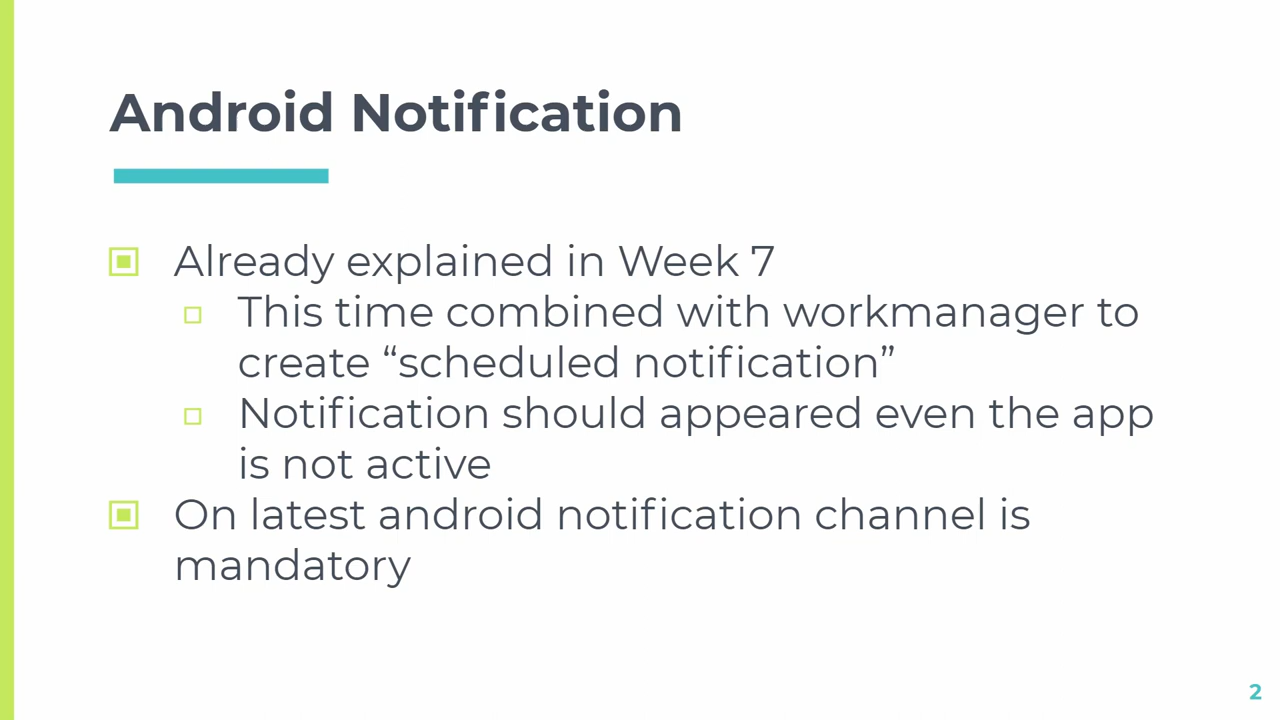 Android Notification
Already explained in Week 7
This time combined with workmanager to
create “scheduled notification”
Notification should appeared even the app
is not active
On latest android notification channel is
mandatory
2